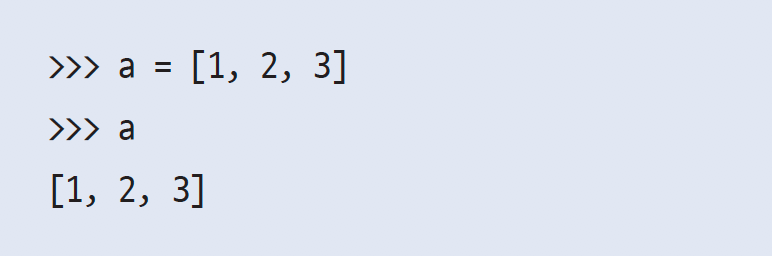 >>> a = [1, 2, 3]
>>> a
[1, 2, 3]